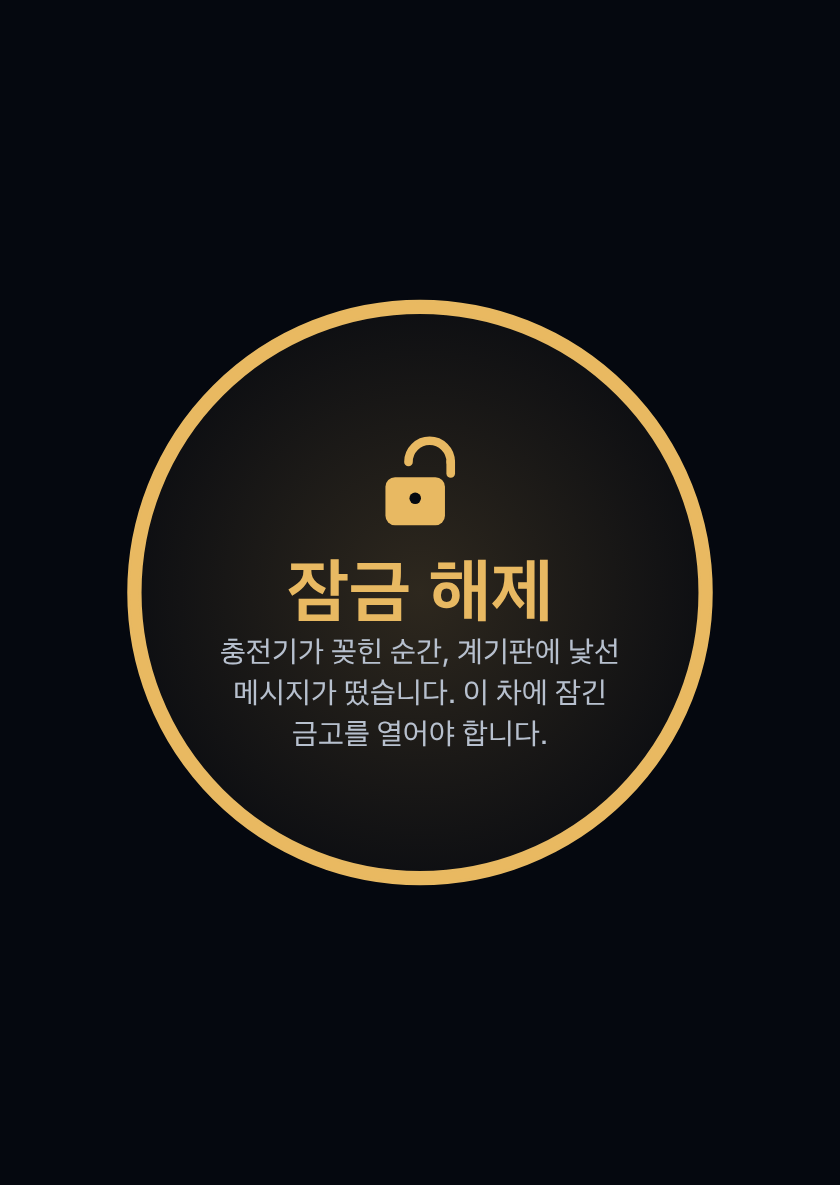 잠금 해제
충전기가 꽂힌 순간, 계기판에 낯선
메시지가 떴습니다. 이 차에 잠긴
금고를 열어야 합니다.